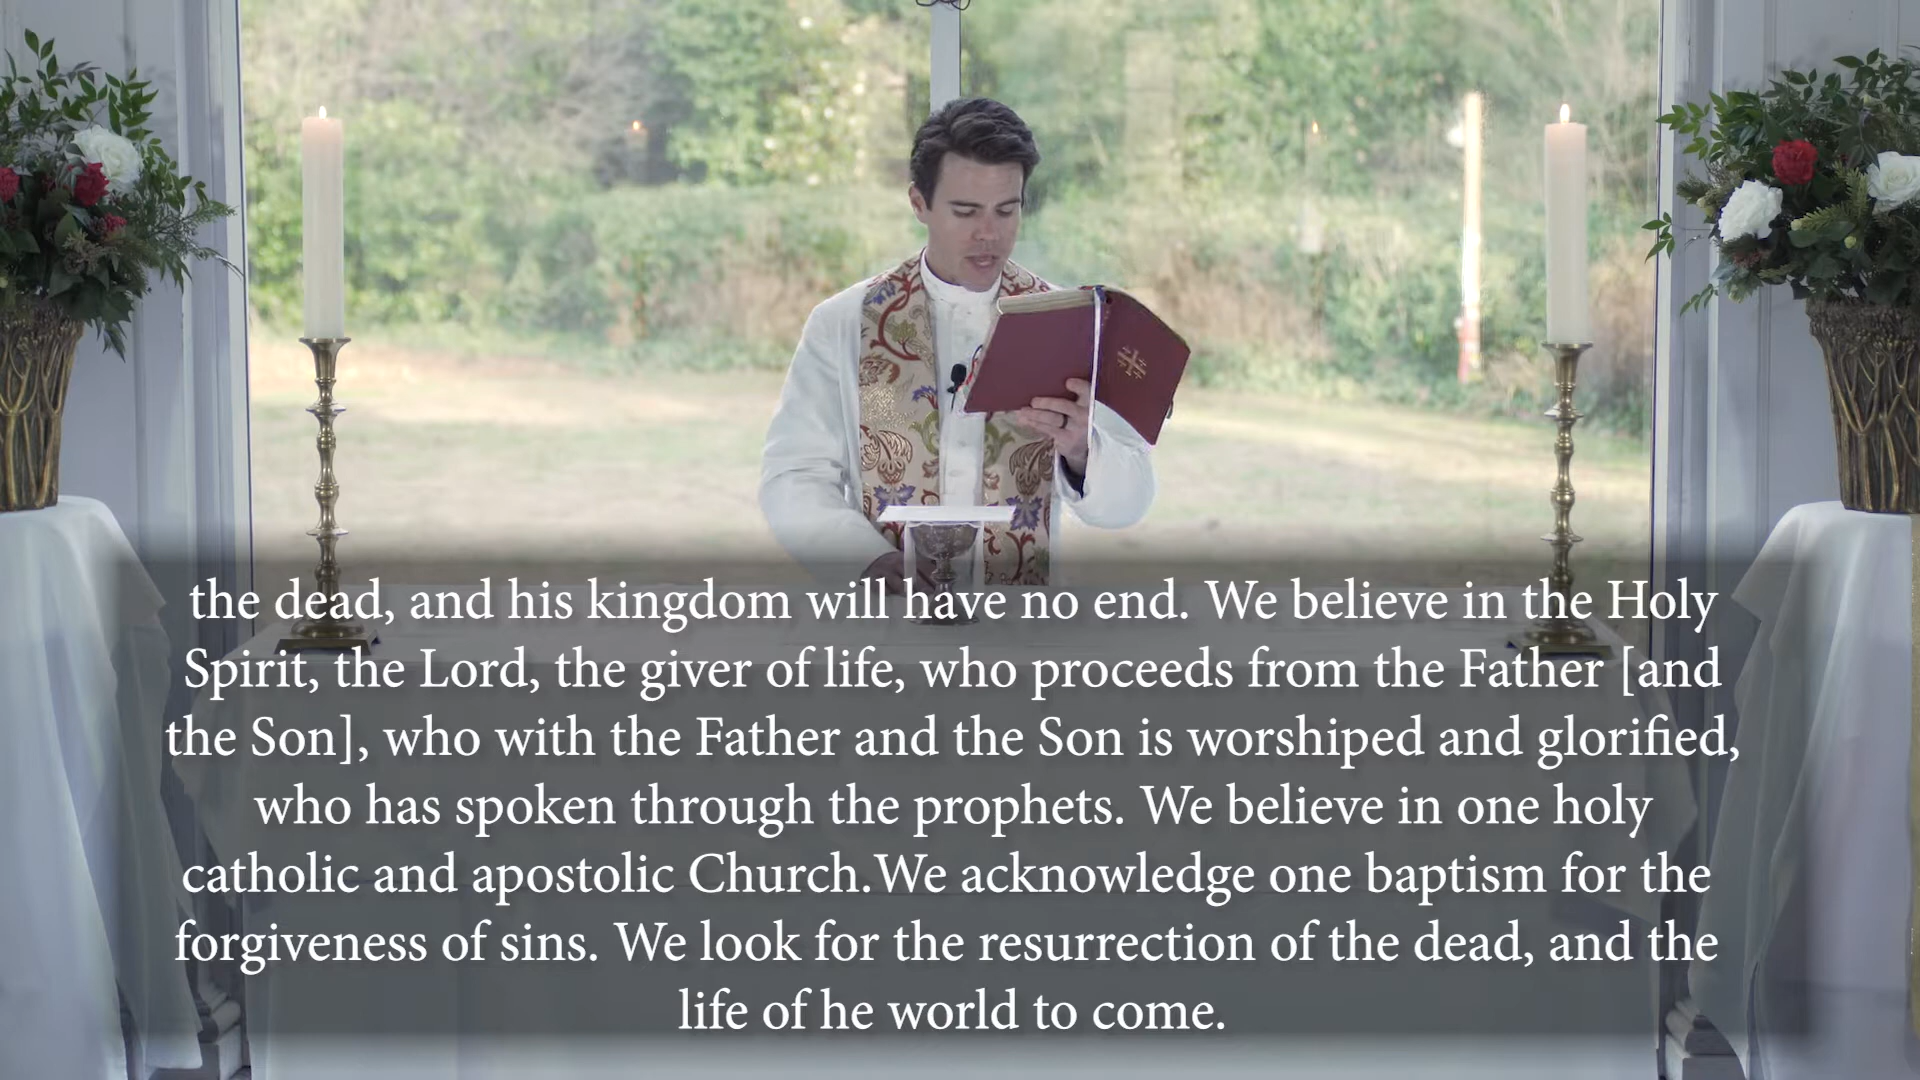 the dead, and his kingdom will have no end. We believe in the Holy
Spirit, the Lord, the giver of life, who proceeds from the Father [and
the Son], who with the Father and the Son is worshiped and glorified,
who has spoken through the prophets. We believe in one holy
catholic and apostolic Church.We acknowledge one baptism for the
forgiveness of sins. We look for the resurrection of the dead, and the
life of he world to come.